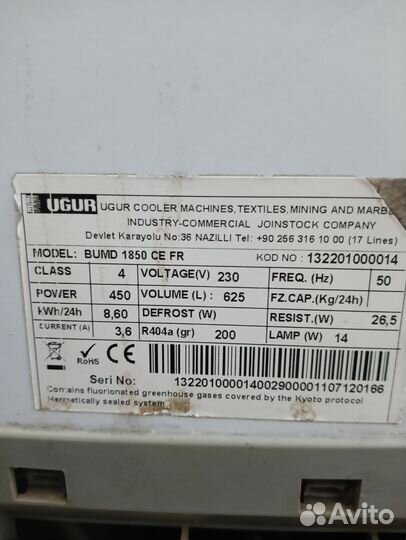 UGUR UGUR COOLER MACHINES, TEXTILES, MINING AND
INDUSTRY-COMMERCIAL JOINSTOCK COMPANY
Devlet Karayolu No:36 NAZILLI Tel: +90 256 316 10 00 (17 Lines)
MODEL: BUMD 1850 CE FR KOD NO : 132201000014
CLASS 4 VOLTAGE(V) 230 FREQ. (Hz) 50
POWER 450 VOLUME (L) : 625 FZ.CAP.(Kg/24h)
kWh/24h 8,60 DEFROST (W) RESIST.(W) 26,5
CURRENT (A) 3,6 R404a (gr) 200 LAMP (W) 14
RoHS CE
Seri No: 132201000014002900001107120166
Contains fluorionated greenhouse gases covered by the Kyoto protocol
Hermetically sealed system
Avito